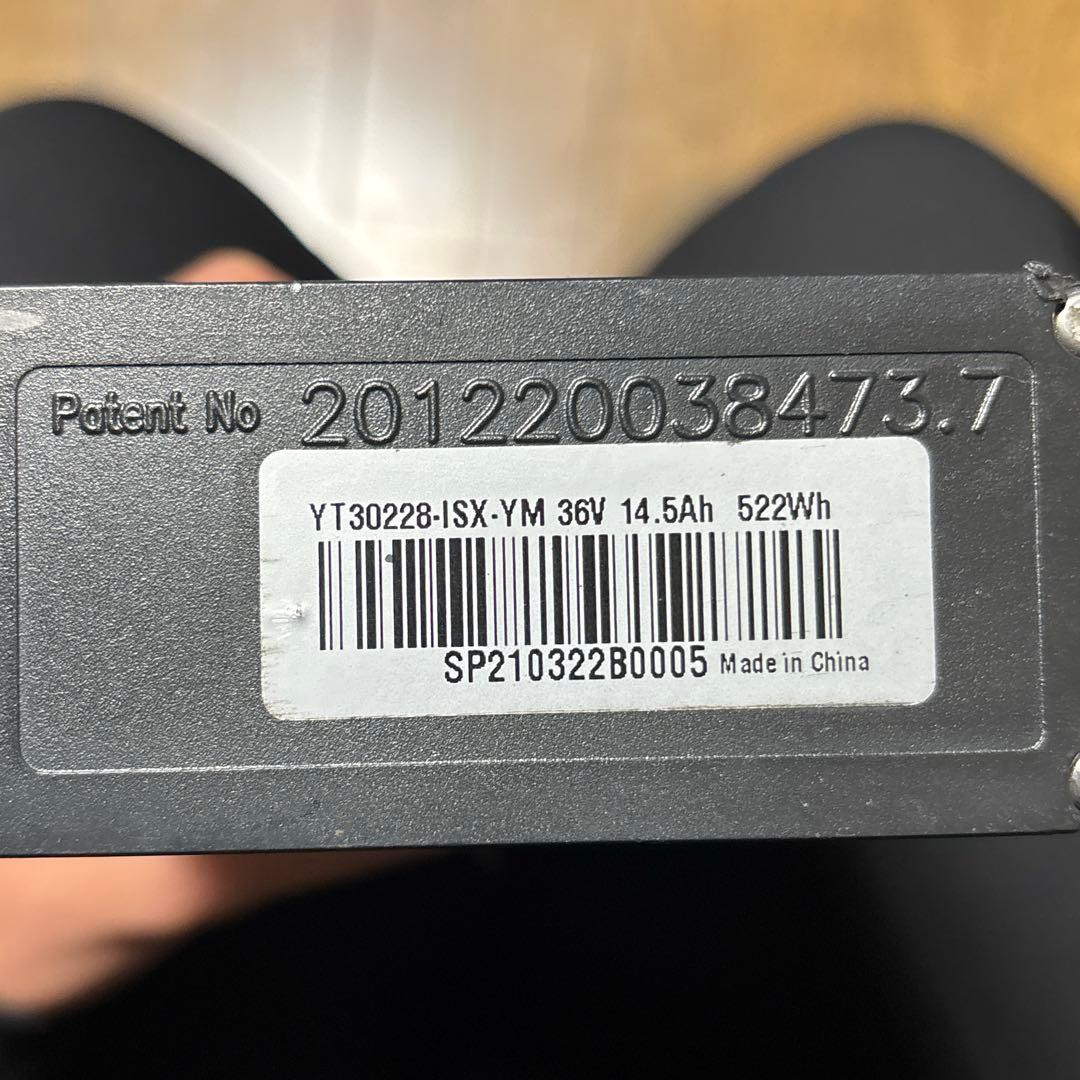 Patent No 201220038473.7
YT30228-ISX-YM 36V 14.5Ah 522Wh
SP210322B0005 Made in China